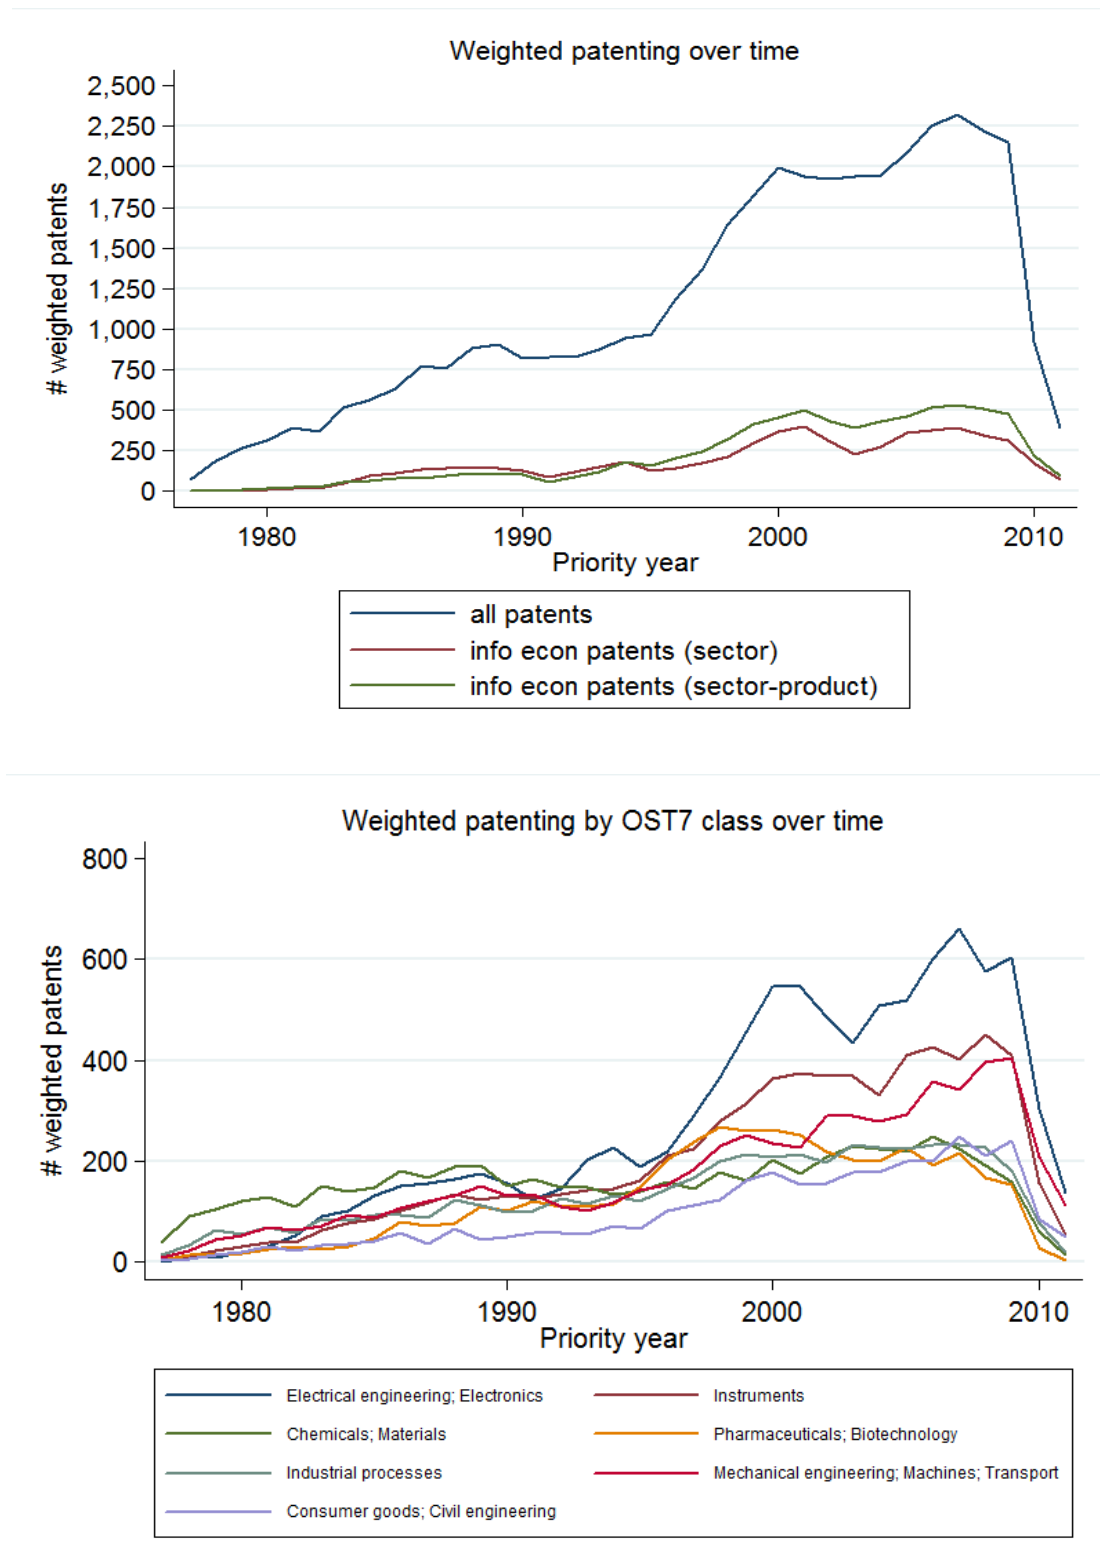 Weighted patenting over time
# weighted patents
2,500
2,250
2,000
1,750
1,500
1,250
1,000
750
500
250
0
1980 1990 2000 2010
Priority year
all patents
info econ patents (sector)
info econ patents (sector-product)
Weighted patenting by OST7 class over time
# weighted patents
800
600
400
200
0
1980 1990 2000 2010
Priority year
Electrical engineering; Electronics Instruments
Chemicals; Materials Pharmaceuticals; Biotechnology
Industrial processes Mechanical engineering; Machines; Transport
Consumer goods; Civil engineering